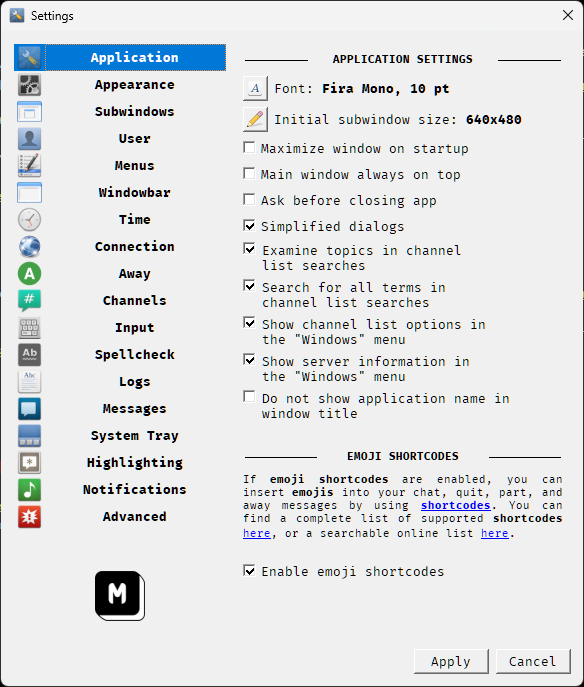 Settings
Application
Appearance
Subwindows
User
Menus
Windowbar
Time
Connection
A
Away
#
Channels
Input
Ab
Spellcheck
Abc
Logs
Messages
System Tray
*
Highlighting
Notifications
Advanced
M
APPLICATION SETTINGS
A
Font: Fira Mono, 10 pt
Initial subwindow size: 640x480
Maximize window on startup
Main window always on top
Ask before closing app
Simplified dialogs
Examine topics in channel
list searches
Search for all terms in
channel list searches
Show channel list options in
the "Windows" menu
Show server information in
the "Windows" menu
Do not show application name in
window title
EMOJI SHORTCODES
If emoji shortcodes are enabled, you can
insert emojis into your chat, quit, part, and
away messages by using shortcodes. You can
find a complete list of supported shortcodes
here, or a searchable online list here.
Enable emoji shortcodes
Apply
Cancel